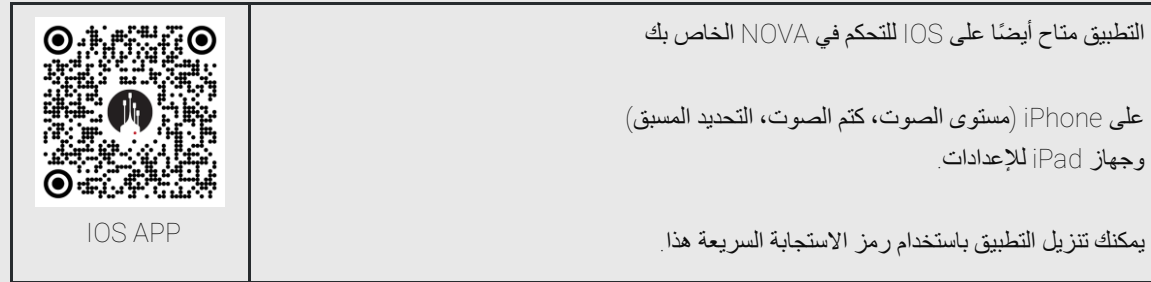 التطبيق متاح أيضًا على IOS للتحكم في NOVA الخاص بك
على iPhone (مستوى الصوت، كتم الصوت، التحديد المسبق)
وجهاز iPad للإعدادات.
يمكنك تنزيل التطبيق باستخدام رمز الاستجابة السريعة هذا.
IOS APP